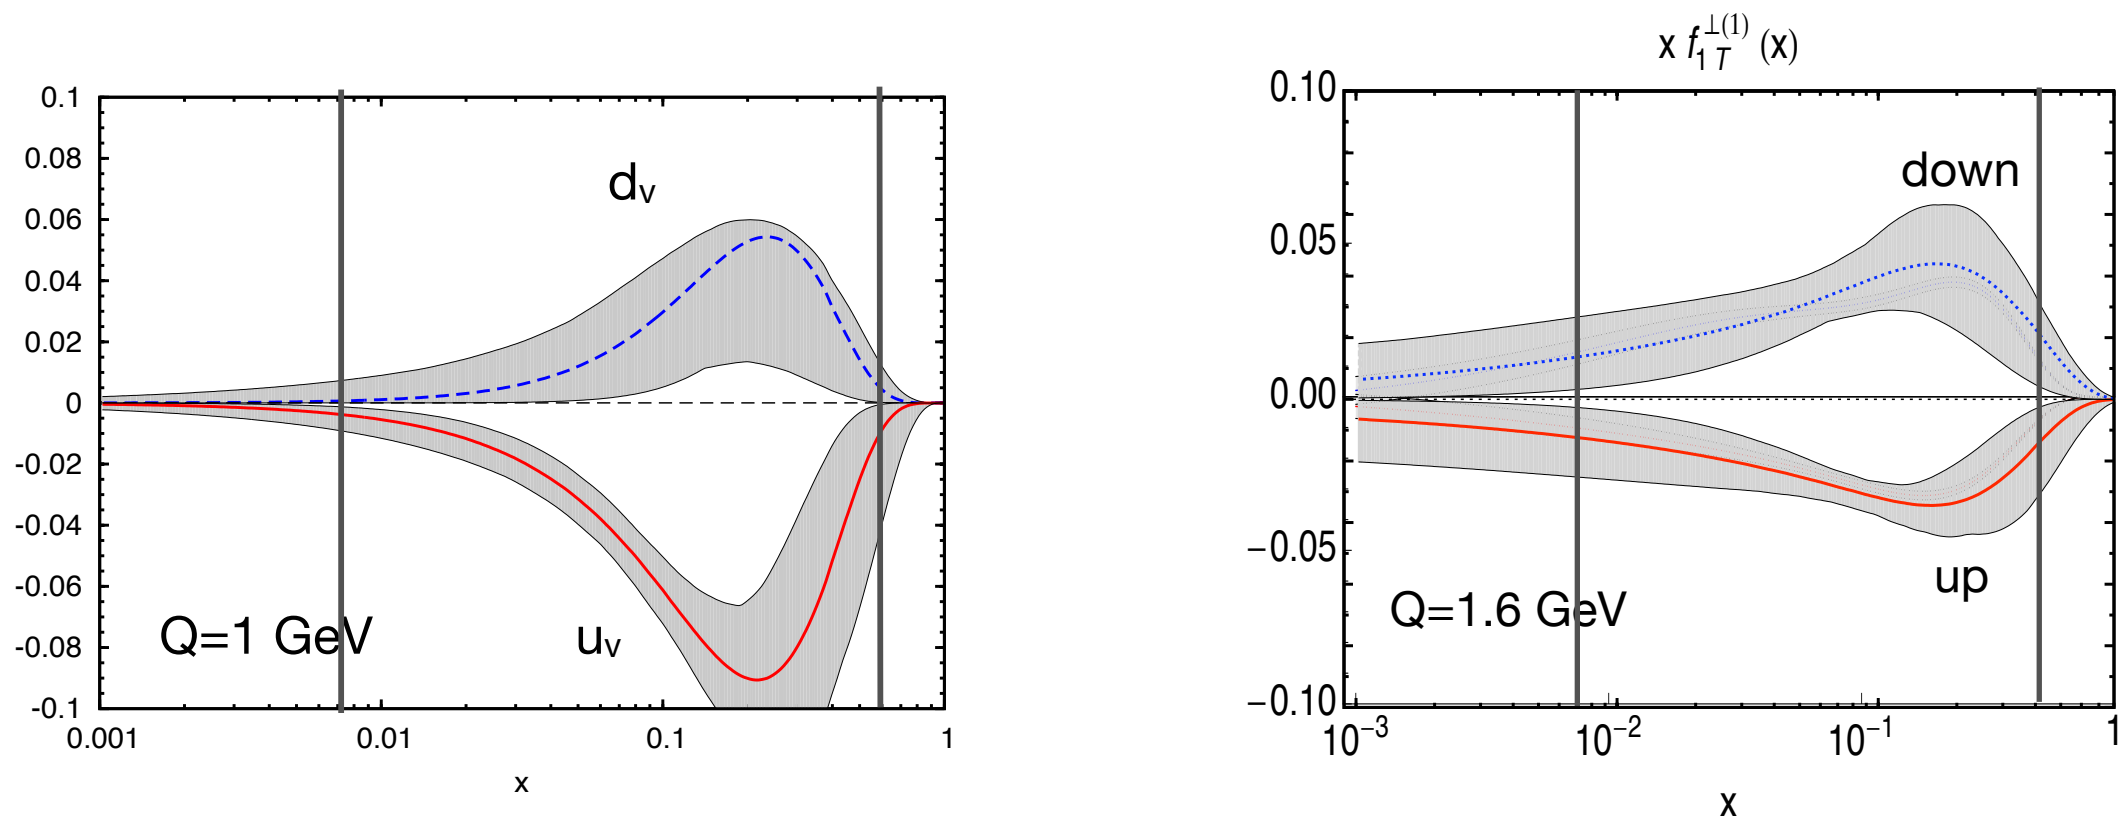 0.1
0.08
0.06
0.04
0.02
0
-0.02
-0.04
-0.06
-0.08
-0.1
dv
uv
Q=1 GeV
0.001 0.01 0.1 1
x
x f1T⊥(1) (x)
0.10
0.05
0.00
−0.05
−0.10
down
up
Q=1.6 GeV
10−3 10−2 10−1 1
x